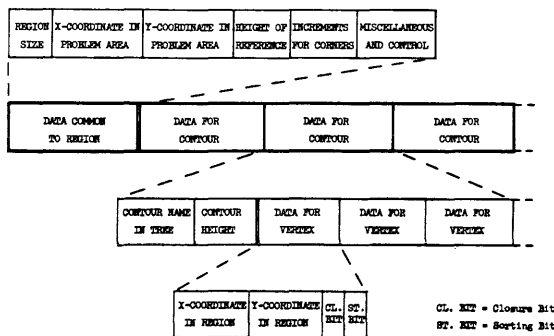 REGION SIZE
X-COORDINATE IN PROBLEM AREA
Y-COORDINATE IN PROBLEM AREA
HEIGHT OF REFERENCE
INCREMENTS FOR CORNERS
MISCELLANEOUS AND CONTROL
DATA COMMON TO REGION
DATA FOR CONTOUR
DATA FOR CONTOUR
DATA FOR CONTOUR
CONTOUR NAME IN TREE
CONTOUR HEIGHT
DATA FOR VERTEX
DATA FOR VERTEX
DATA FOR VERTEX
X-COORDINATE IN REGION
Y-COORDINATE IN REGION
CL. BIT
ST. BIT
CL. BIT = Closure Bit
ST. BIT = Sorting Bit